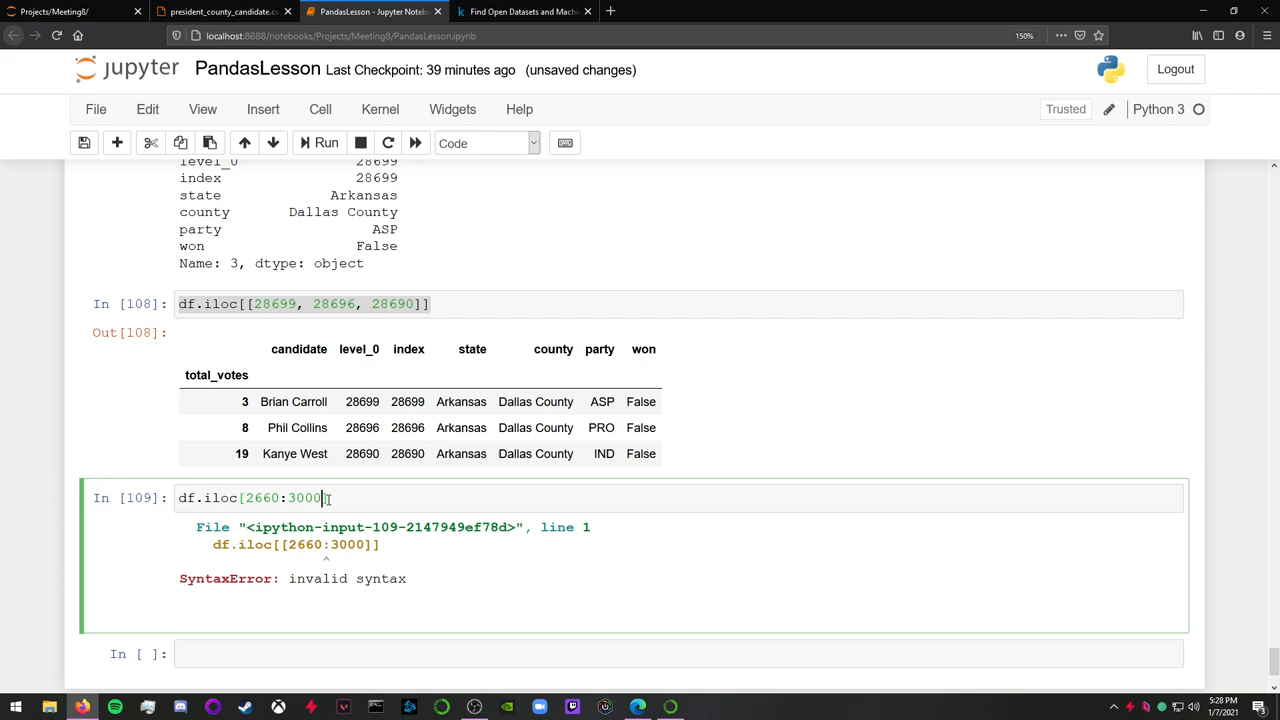 Projects/Meeting8/
president_county_candidate.cs
PandasLesson - Jupyter Notebo
Find Open Datasets and Machi
localhost:8888/notebooks/Projects/Meeting8/PandasLesson.ipynb
150%
jupyter PandasLesson Last Checkpoint: 39 minutes ago (unsaved changes)
Logout
File Edit View Insert Cell Kernel Widgets Help
Trusted
Python 3
Run
Code
level_0 28699
index 28699
state Arkansas
county Dallas County
party ASP
won False
Name: 3, dtype: object
In [108]: df.iloc[[28699, 28696, 28690]]
Out[108]:
candidate level_0 index state county party won
total_votes
3 Brian Carroll 28699 28699 Arkansas Dallas County ASP False
8 Phil Collins 28696 28696 Arkansas Dallas County PRO False
19 Kanye West 28690 28690 Arkansas Dallas County IND False
In [109]: df.iloc[2660:3000]
File "<ipython-input-109-2147949ef78d>", line 1
df.iloc[[2660:3000]]
^
SyntaxError: invalid syntax
In [ ]:
5:28 PM
1/7/2021